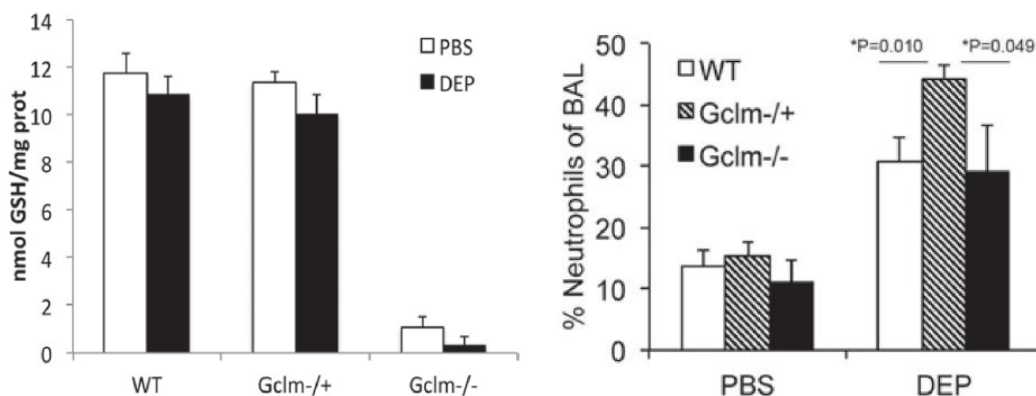 nmol GSH/mg prot
14
12
10
8
6
4
2
0
PBS
DEP
WT
Gclm-/+
Gclm-/-
% Neutrophils of BAL
50
40
30
20
10
0
WT
Gclm-/+
Gclm-/-
*P=0.010
*P=0.049
PBS
DEP